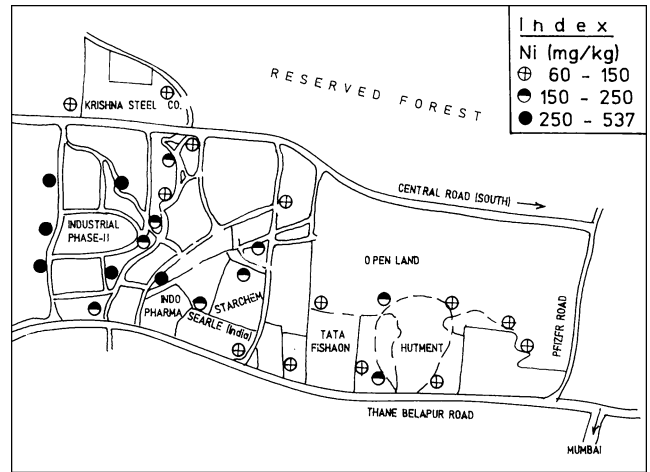 Index
Ni (mg/kg)
60 - 150
150 - 250
250 - 537
RESERVED FOREST
KRISHNA STEEL CO.
CENTRAL ROAD (SOUTH)
INDUSTRIAL
PHASE-II
OPEN LAND
INDO
PHARMA
STARCHEM
SEARLE (India)
TATA
FISHAON
HUTMENT
PFIZFR ROAD
THANE BELAPUR ROAD
MUMBAI